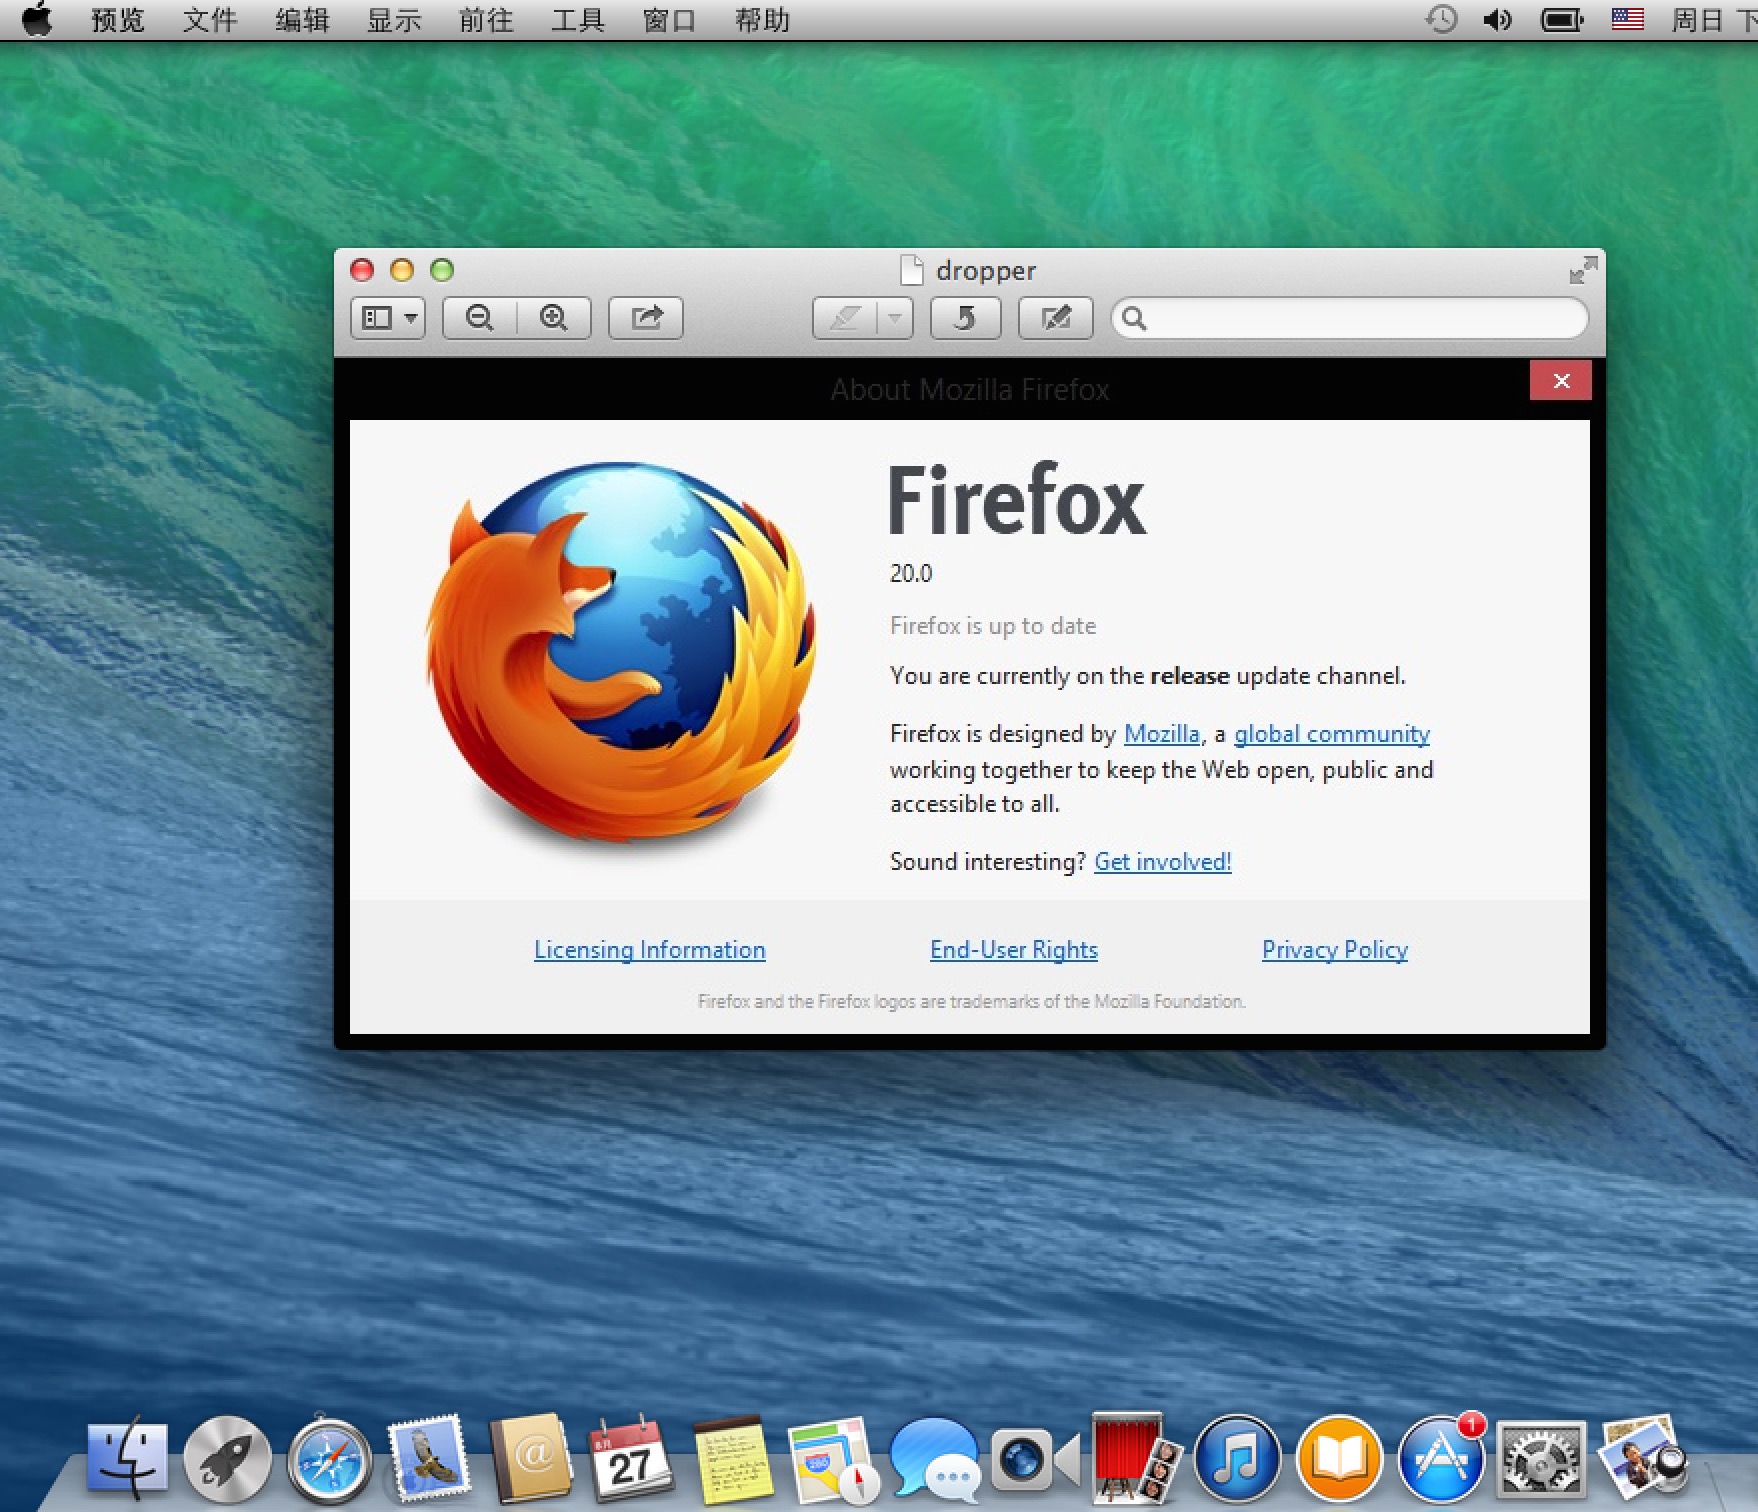 预览 文件 编辑 显示 前往 工具 窗口 帮助 周日 下
dropper
About Mozilla Firefox
Firefox
20.0
Firefox is up to date
You are currently on the release update channel.
Firefox is designed by Mozilla, a global community
working together to keep the Web open, public and
accessible to all.
Sound interesting? Get involved!
Licensing Information End-User Rights Privacy Policy
Firefox and the Firefox logos are trademarks of the Mozilla Foundation.
8月
27
280
1